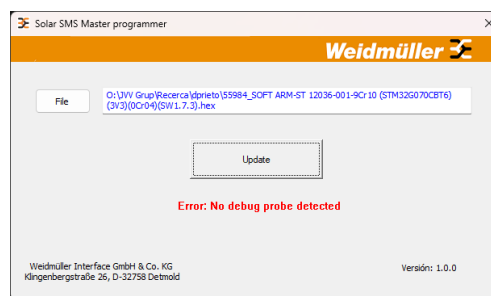 Solar SMS Master programmer
Weidmüller
File
O:\JVV Grup\Recerca\dprieto\55984_SOFT ARM-ST 12036-001-9Cr10 (STM32G070CBT6)
(3V3)(0Cr04)(SW1.7.3).hex
Update
Error: No debug probe detected
Weidmüller Interface GmbH & Co. KG
Klingenbergstraße 26, D-32758 Detmold
Versión: 1.0.0